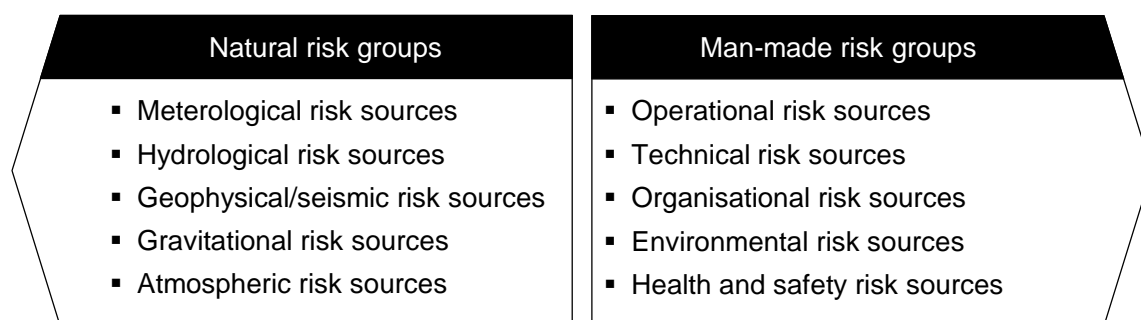 Natural risk groups
▪ Meterological risk sources
▪ Hydrological risk sources
▪ Geophysical/seismic risk sources
▪ Gravitational risk sources
▪ Atmospheric risk sources
Man-made risk groups
▪ Operational risk sources
▪ Technical risk sources
▪ Organisational risk sources
▪ Environmental risk sources
▪ Health and safety risk sources